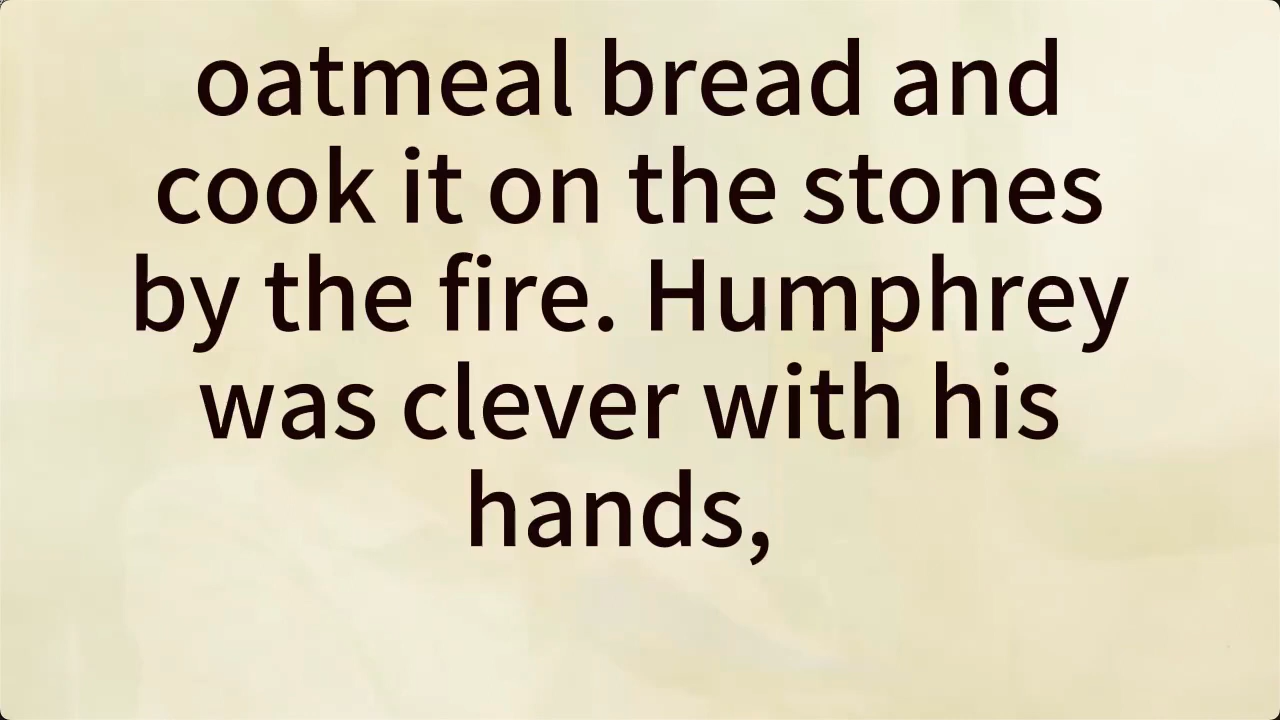 oatmeal bread and
cook it on the stones
by the fire. Humphrey
was clever with his
hands,